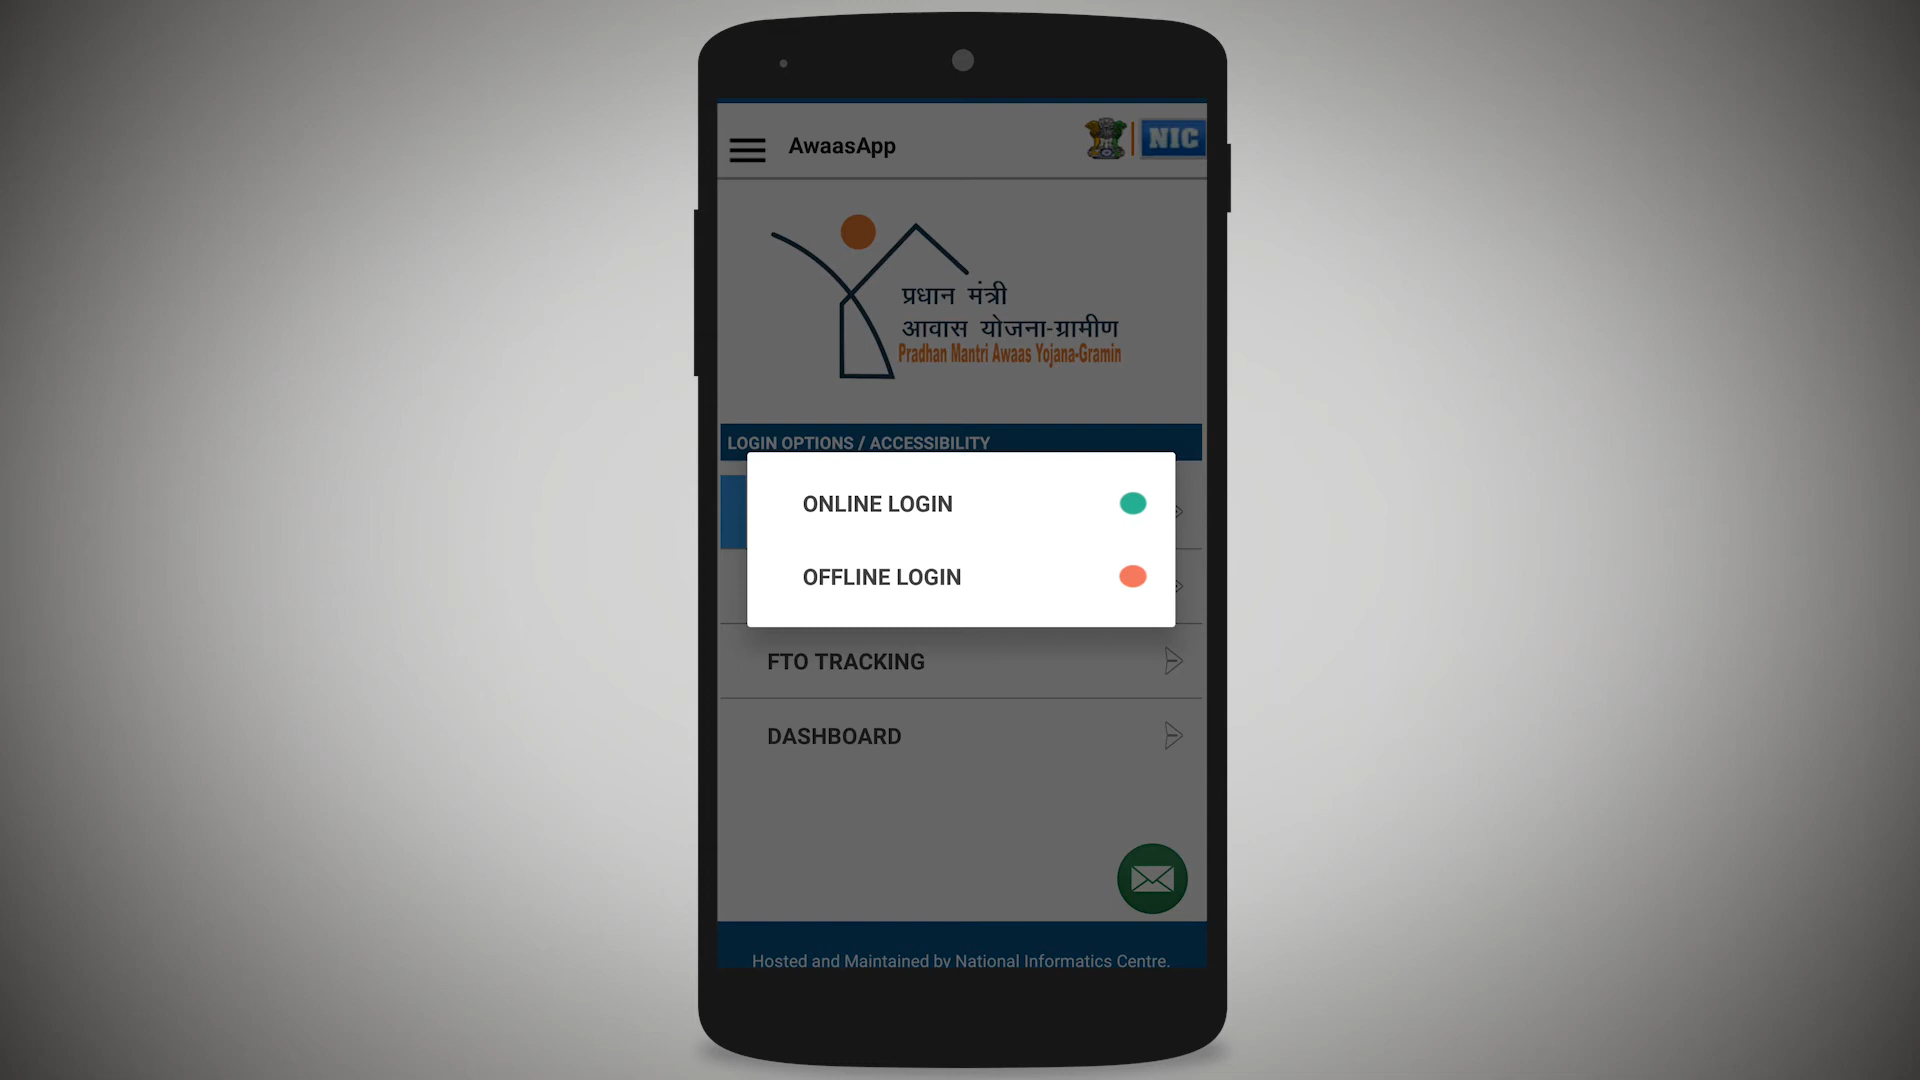 AwaasApp
NIC
प्रधान मंत्री
आवास योजना-ग्रामीण
Pradhan Mantri Awaas Yojana-Gramin
LOGIN OPTIONS / ACCESSIBILITY
ONLINE LOGIN
OFFLINE LOGIN
FTO TRACKING
DASHBOARD
Hosted and Maintained by National Informatics Centre.